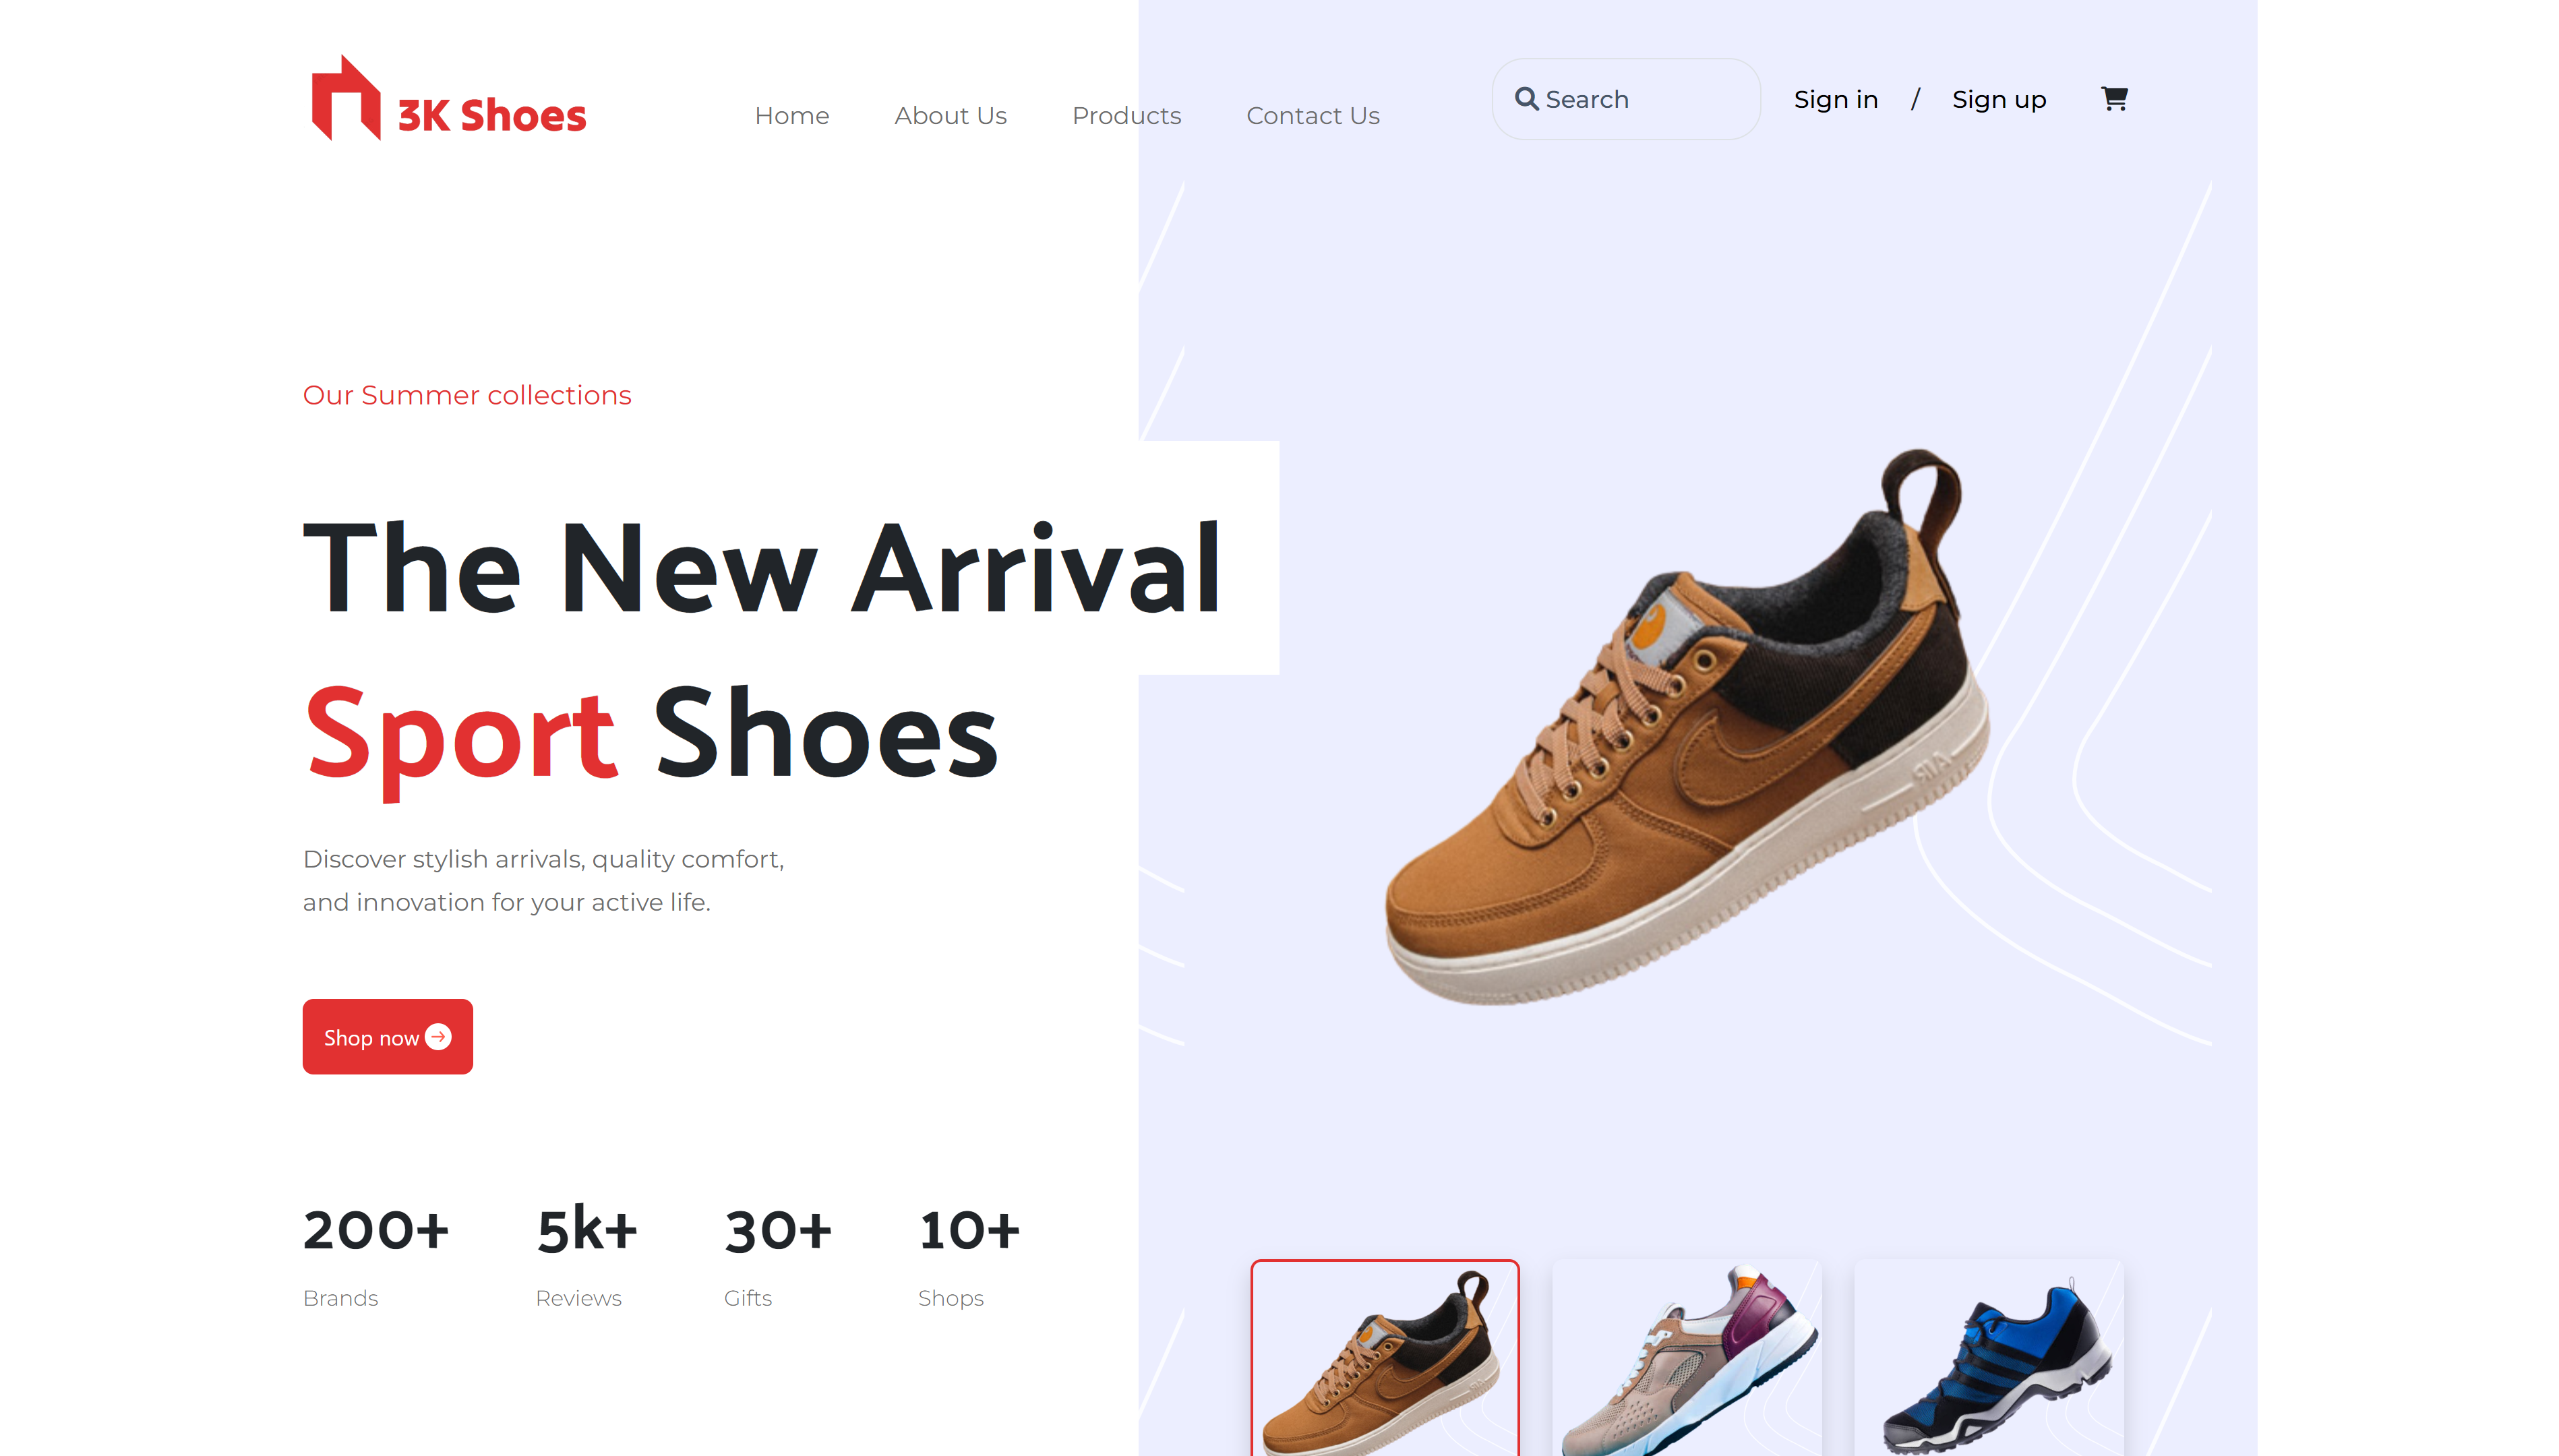 3K Shoes
Home About Us Products Contact Us
Search
Sign in / Sign up
Our Summer collections
The New Arrival
Sport Shoes
Discover stylish arrivals, quality comfort,
and innovation for your active life.
Shop now
200+ 5k+ 30+ 10+
Brands Reviews Gifts Shops
AIR